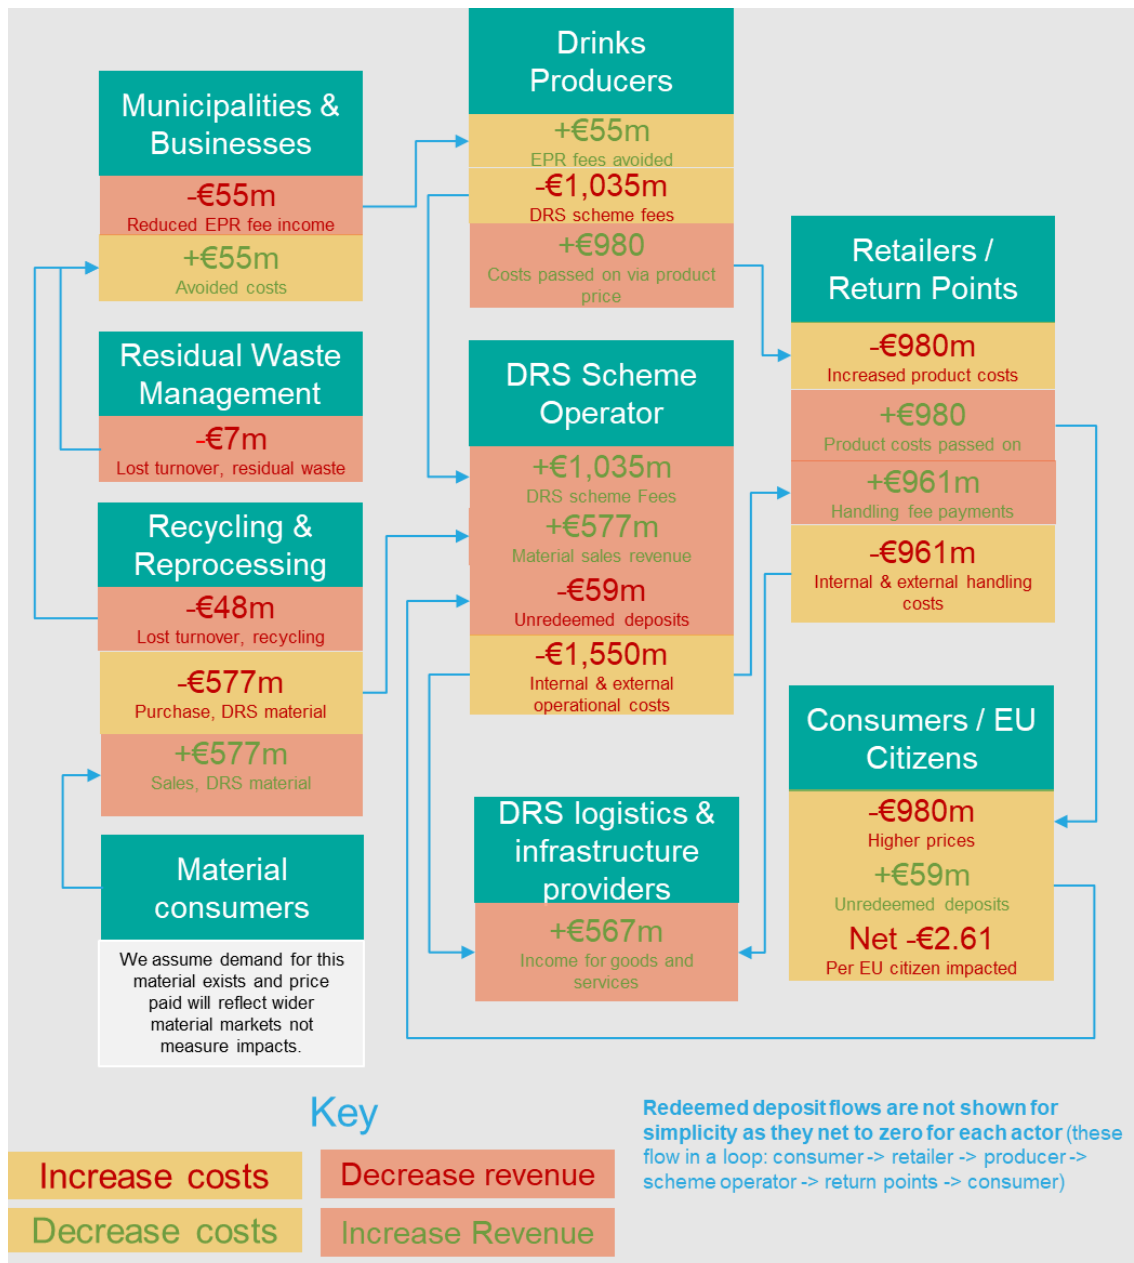 Drinks
Producers
+€55m
EPR fees avoided
-€1,035m
DRS scheme fees
+€980
Costs passed on via product
price
Municipalities &
Businesses
-€55m
Reduced EPR fee income
+€55m
Avoided costs
Residual Waste
Management
-€7m
Lost turnover, residual waste
Recycling &
Reprocessing
-€48m
Lost turnover, recycling
-€577m
Purchase, DRS material
+€577m
Sales, DRS material
Material
consumers
We assume demand for this
material exists and price
paid will reflect wider
material markets not
measure impacts.
DRS Scheme
Operator
+€1,035m
DRS scheme Fees
+€577m
Material sales revenue
-€59m
Unredeemed deposits
-€1,550m
Internal & external
operational costs
DRS logistics &
infrastructure
providers
+€567m
Income for goods and
services
Retailers /
Return Points
-€980m
Increased product costs
+€980
Product costs passed on
+€961m
Handling fee payments
-€961m
Internal & external handling
costs
Consumers / EU
Citizens
-€980m
Higher prices
+€59m
Unredeemed deposits
Net -€2.61
Per EU citizen impacted
Key
Increase costs
Decrease revenue
Decrease costs
Increase Revenue
Redeemed deposit flows are not shown for
simplicity as they net to zero for each actor (these
flow in a loop: consumer -> retailer -> producer ->
scheme operator -> return points -> consumer)